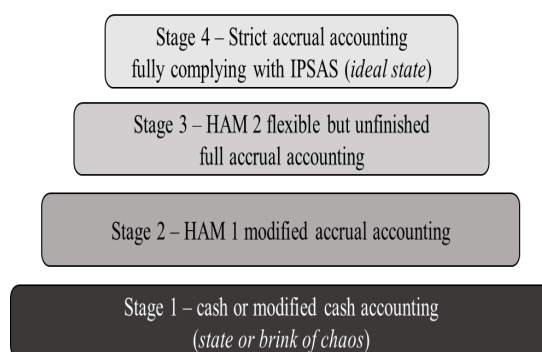 Stage 4 – Strict accrual accounting
fully complying with IPSAS (ideal state)
Stage 3 – HAM 2 flexible but unfinished
full accrual accounting
Stage 2 – HAM 1 modified accrual accounting
Stage 1 – cash or modified cash accounting
(state or brink of chaos)